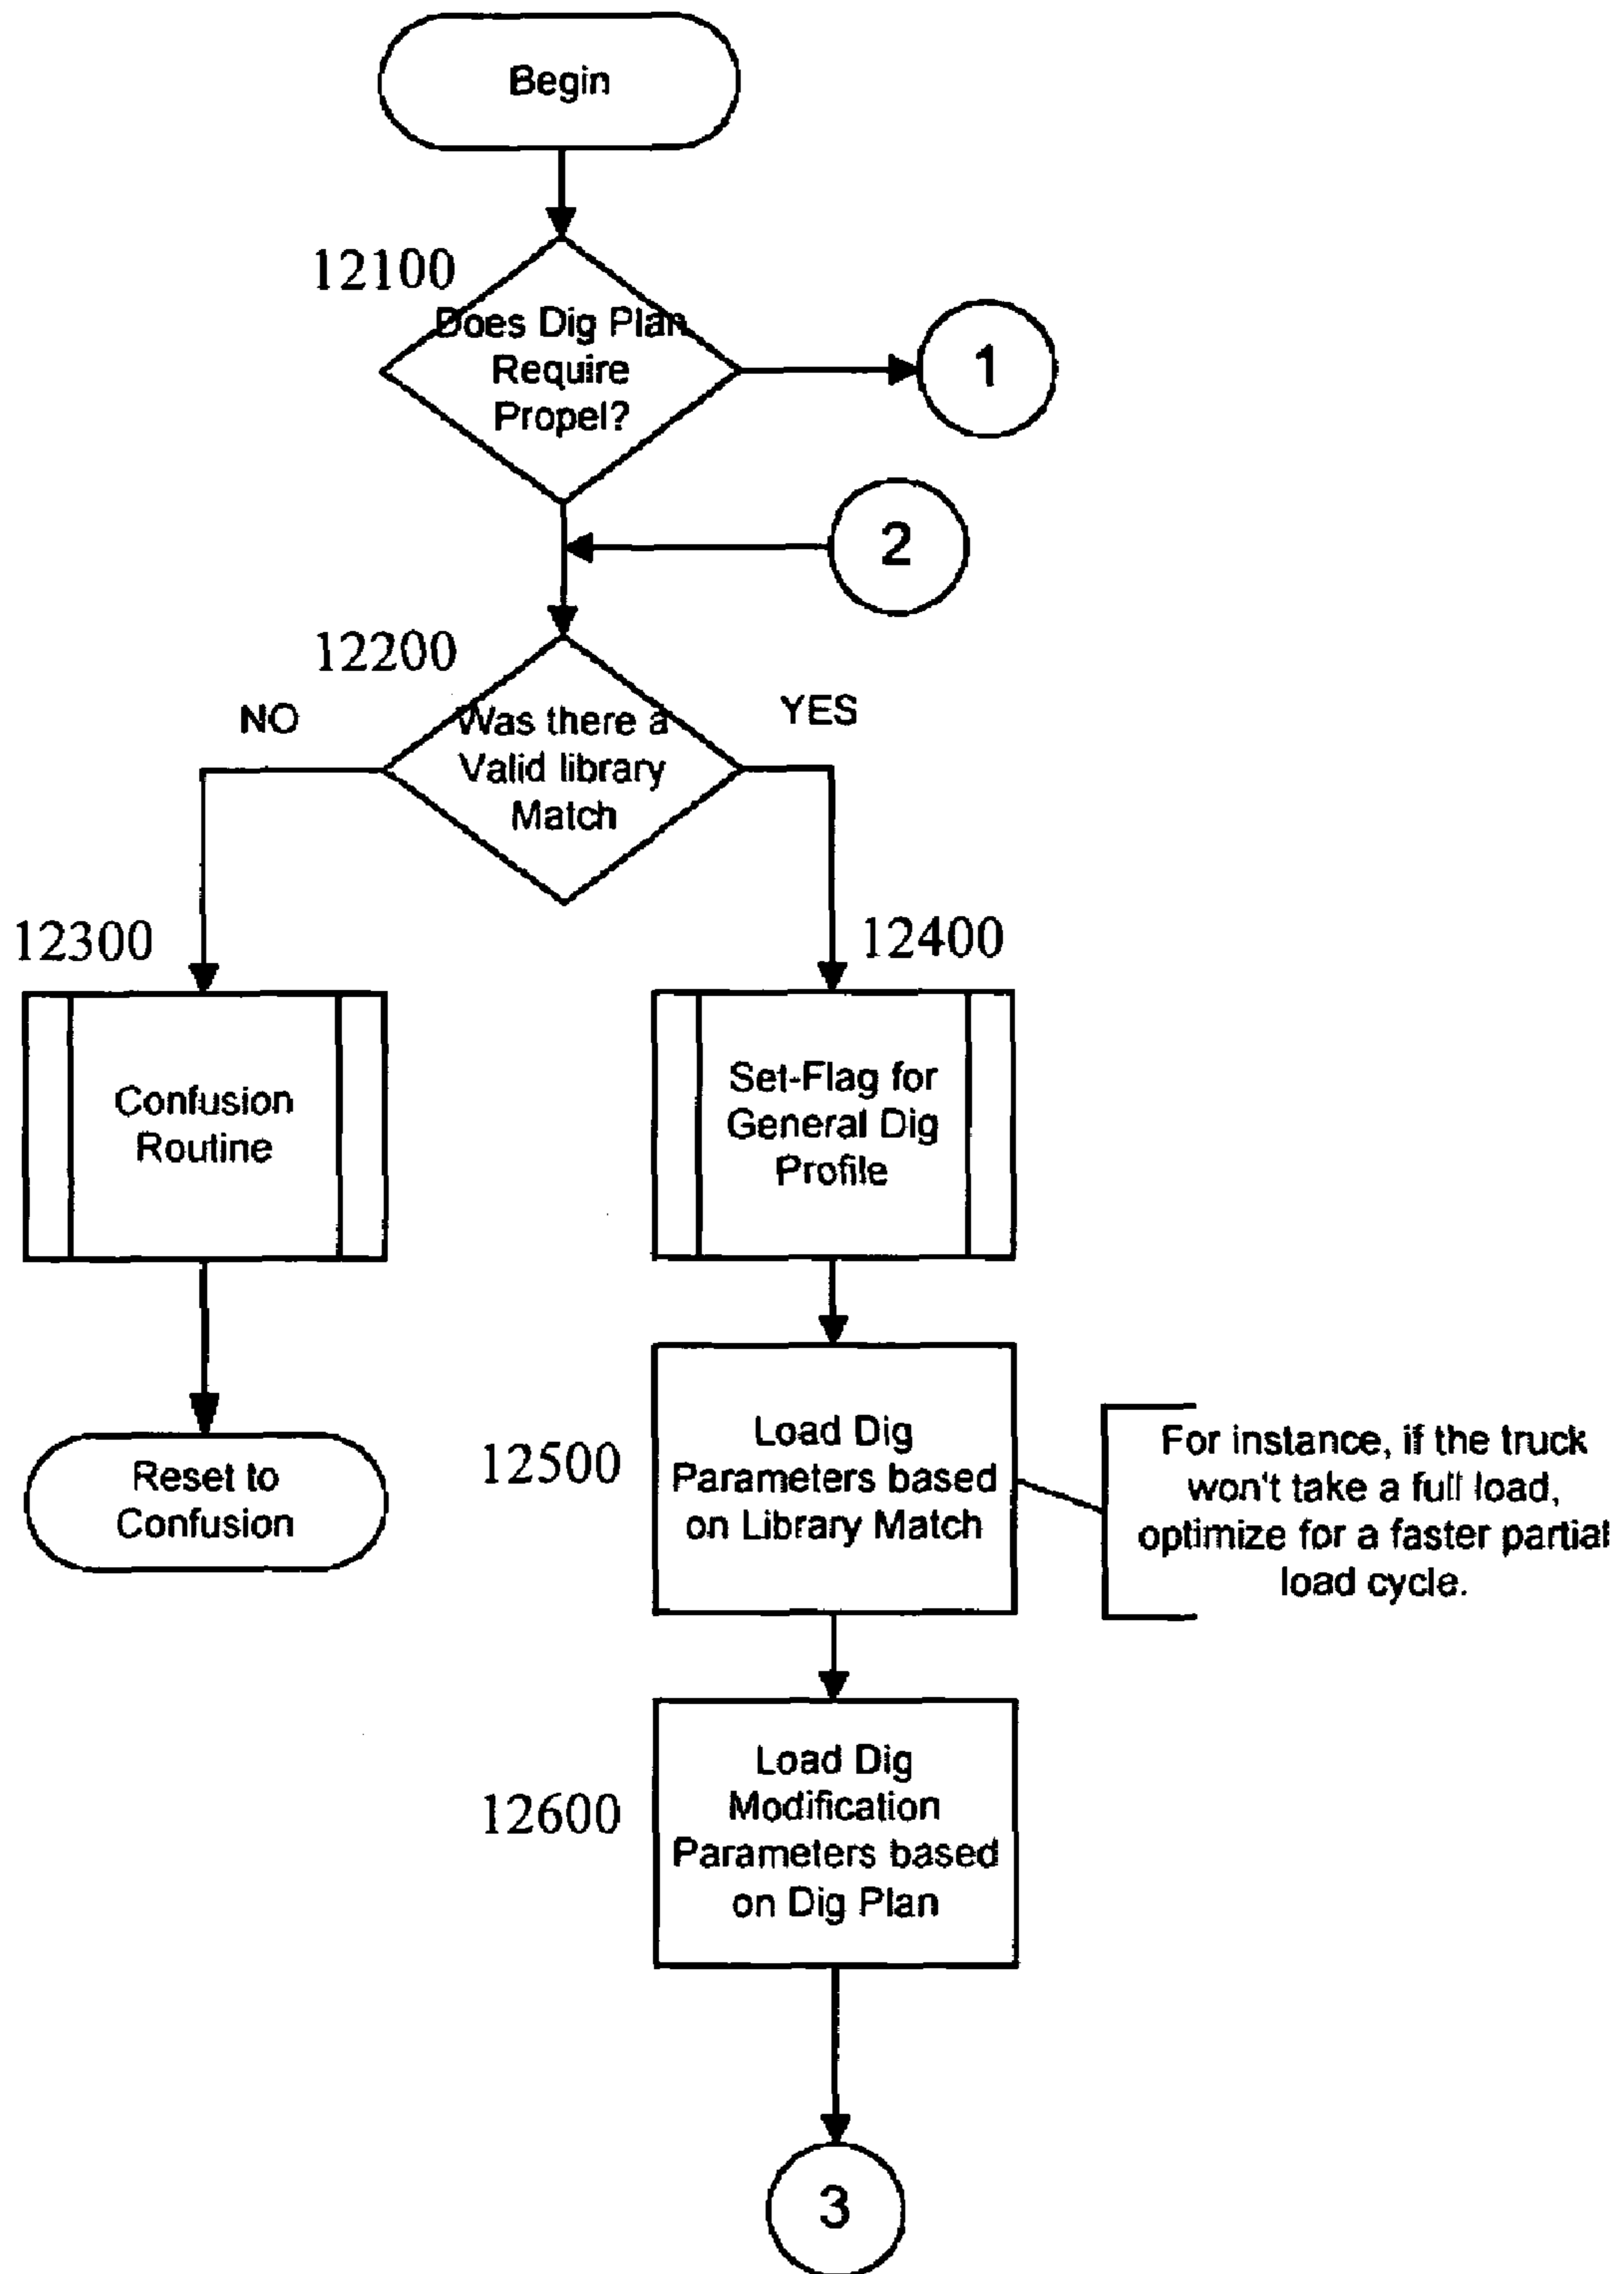 Begin
12100
Does Dig Plan
Require
Propel?
1
2
12200
NO
YES
Was there a
Valid library
Match
12300
12400
Confusion
Routine
Set-Flag for
General Dig
Profile
Reset to
Confusion
12500
Load Dig
Parameters based
on Library Match
For instance, if the truck
won't take a full load,
optimize for a faster partial
load cycle.
12600
Load Dig
Modification
Parameters based
on Dig Plan
3